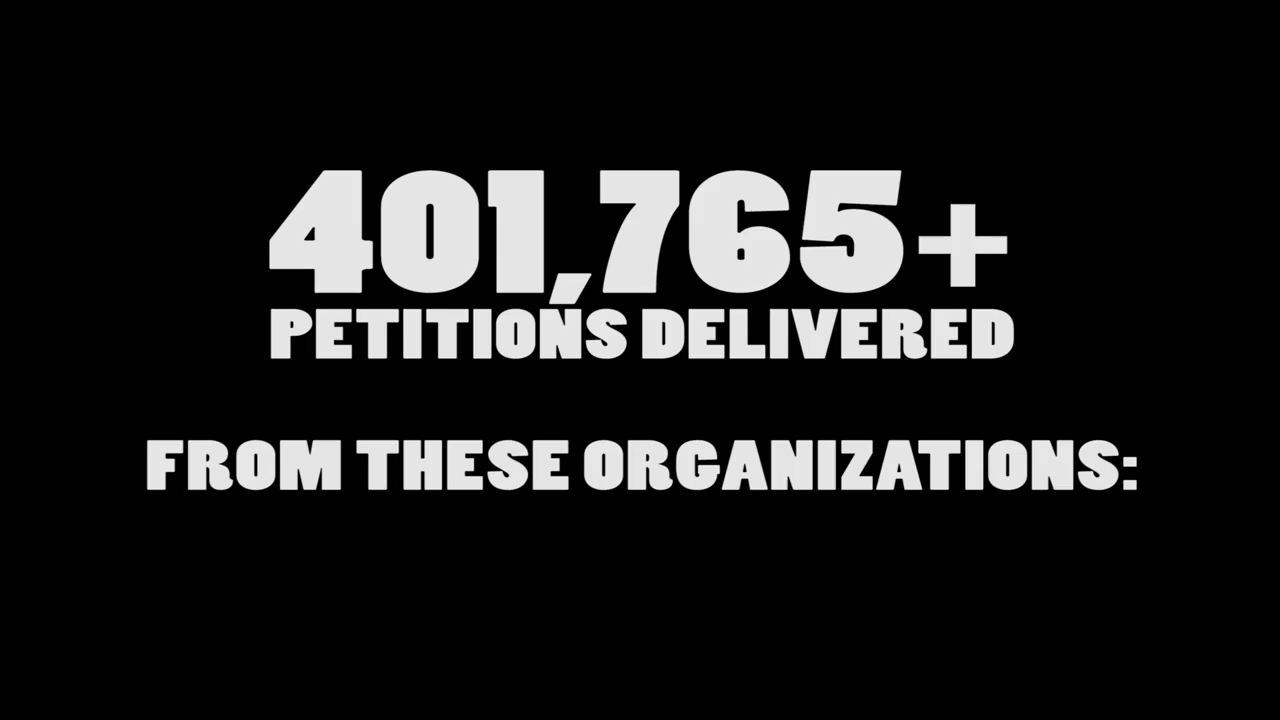 401,765+
PETITIONS DELIVERED
FROM THESE ORGANIZATIONS: